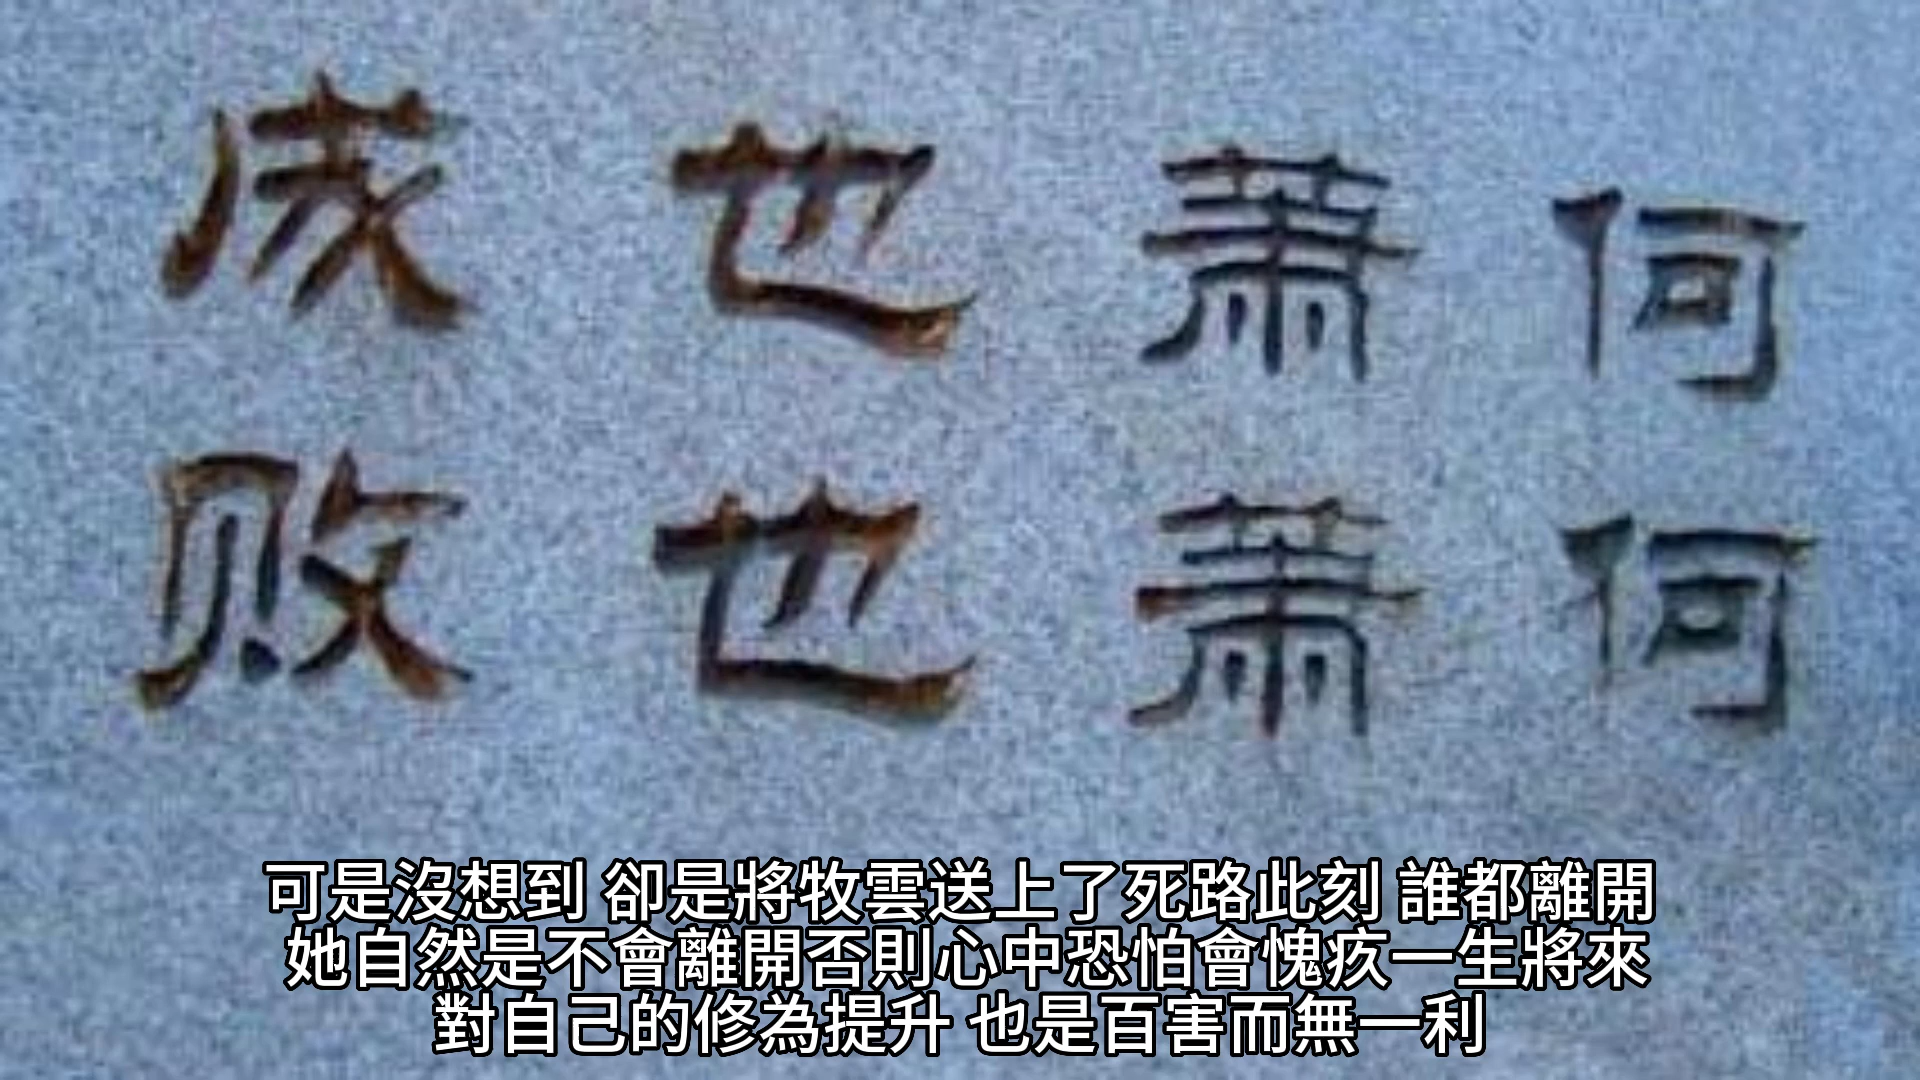 成也萧何
败也萧何
可是沒想到 卻是將牧雲送上了死路此刻 誰都離開
她自然是不會離開否則心中恐怕會愧疚一生將來
對自己的修為提升 也是百害而無一利